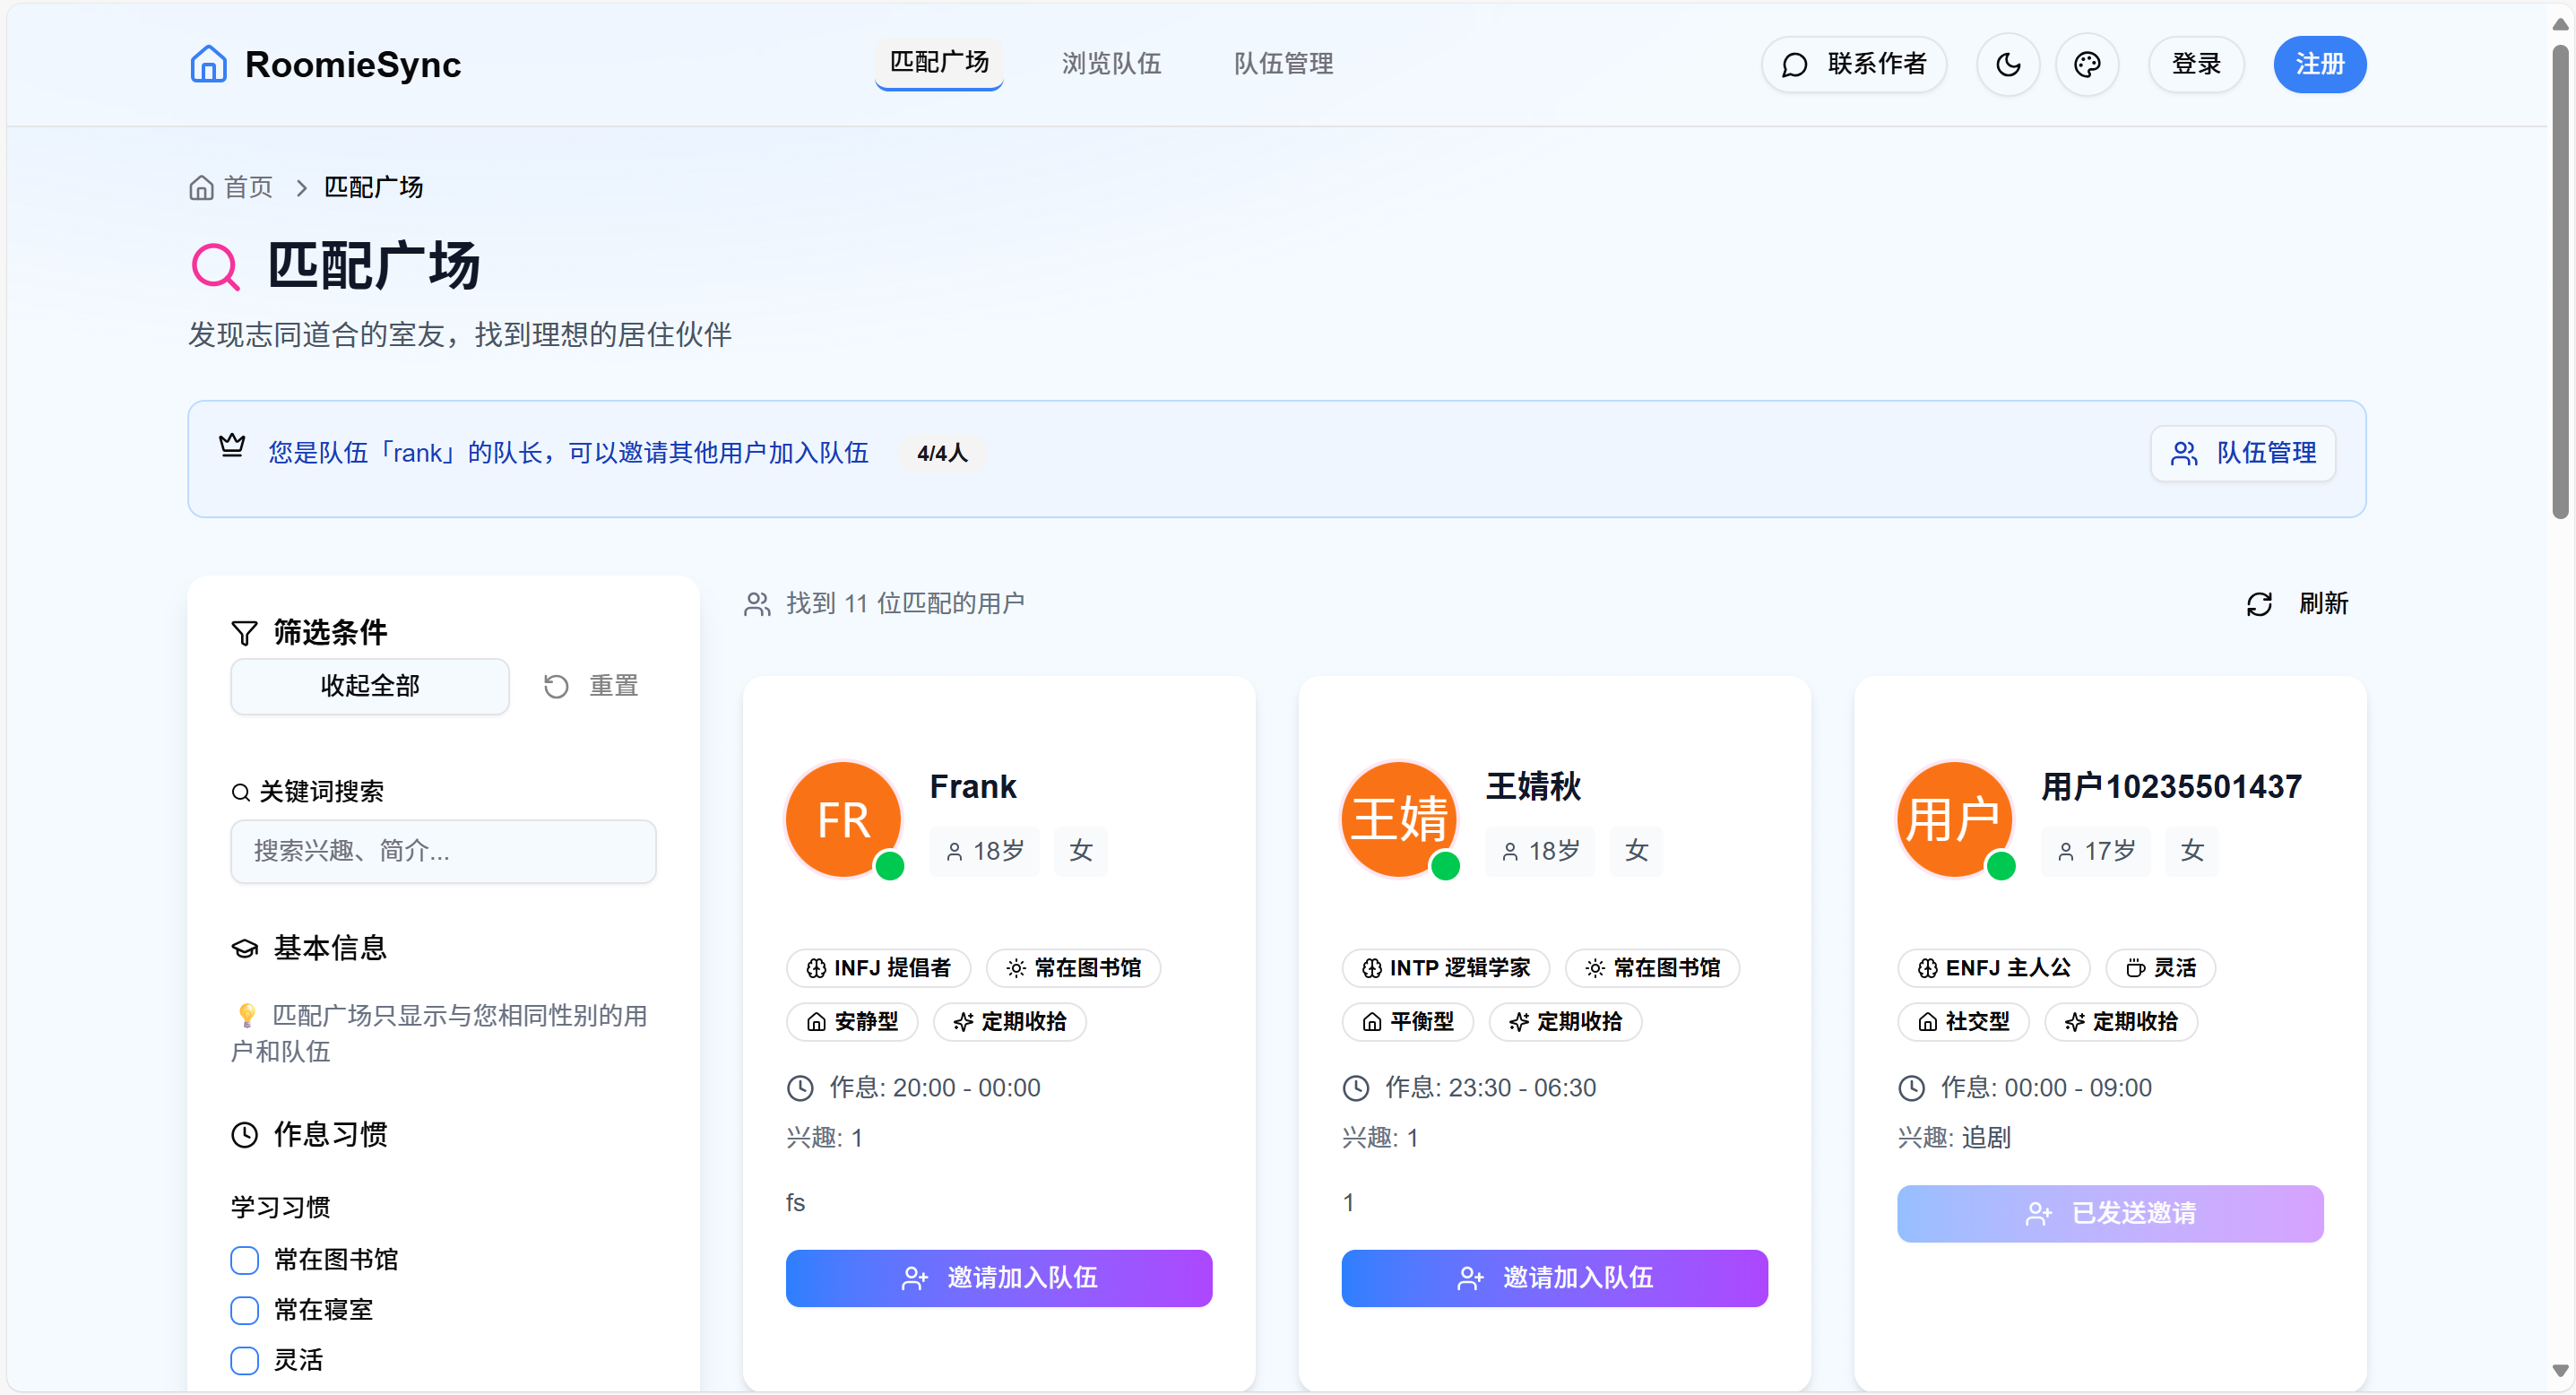 RoomieSync
匹配广场
浏览队伍
队伍管理
联系作者
登录
注册
首页 > 匹配广场
匹配广场
发现志同道合的室友，找到理想的居住伙伴
您是队伍「rank」的队长，可以邀请其他用户加入队伍 4/4人
队伍管理
筛选条件
收起全部
重置
关键词搜索
搜索兴趣、简介...
基本信息
💡 匹配广场只显示与您相同性别的用
户和队伍
作息习惯
学习习惯
常在图书馆
常在寝室
灵活
找到 11 位匹配的用户
刷新
FR
Frank
18岁 女
INFJ 提倡者 常在图书馆
安静型 定期收拾
作息: 20:00 - 00:00
兴趣: 1
fs
邀请加入队伍
王婧
王婧秋
18岁 女
INTP 逻辑学家 常在图书馆
平衡型 定期收拾
作息: 23:30 - 06:30
兴趣: 1
1
邀请加入队伍
用户
用户10235501437
17岁 女
ENFJ 主人公 灵活
社交型 定期收拾
作息: 00:00 - 09:00
兴趣: 追剧
已发送邀请